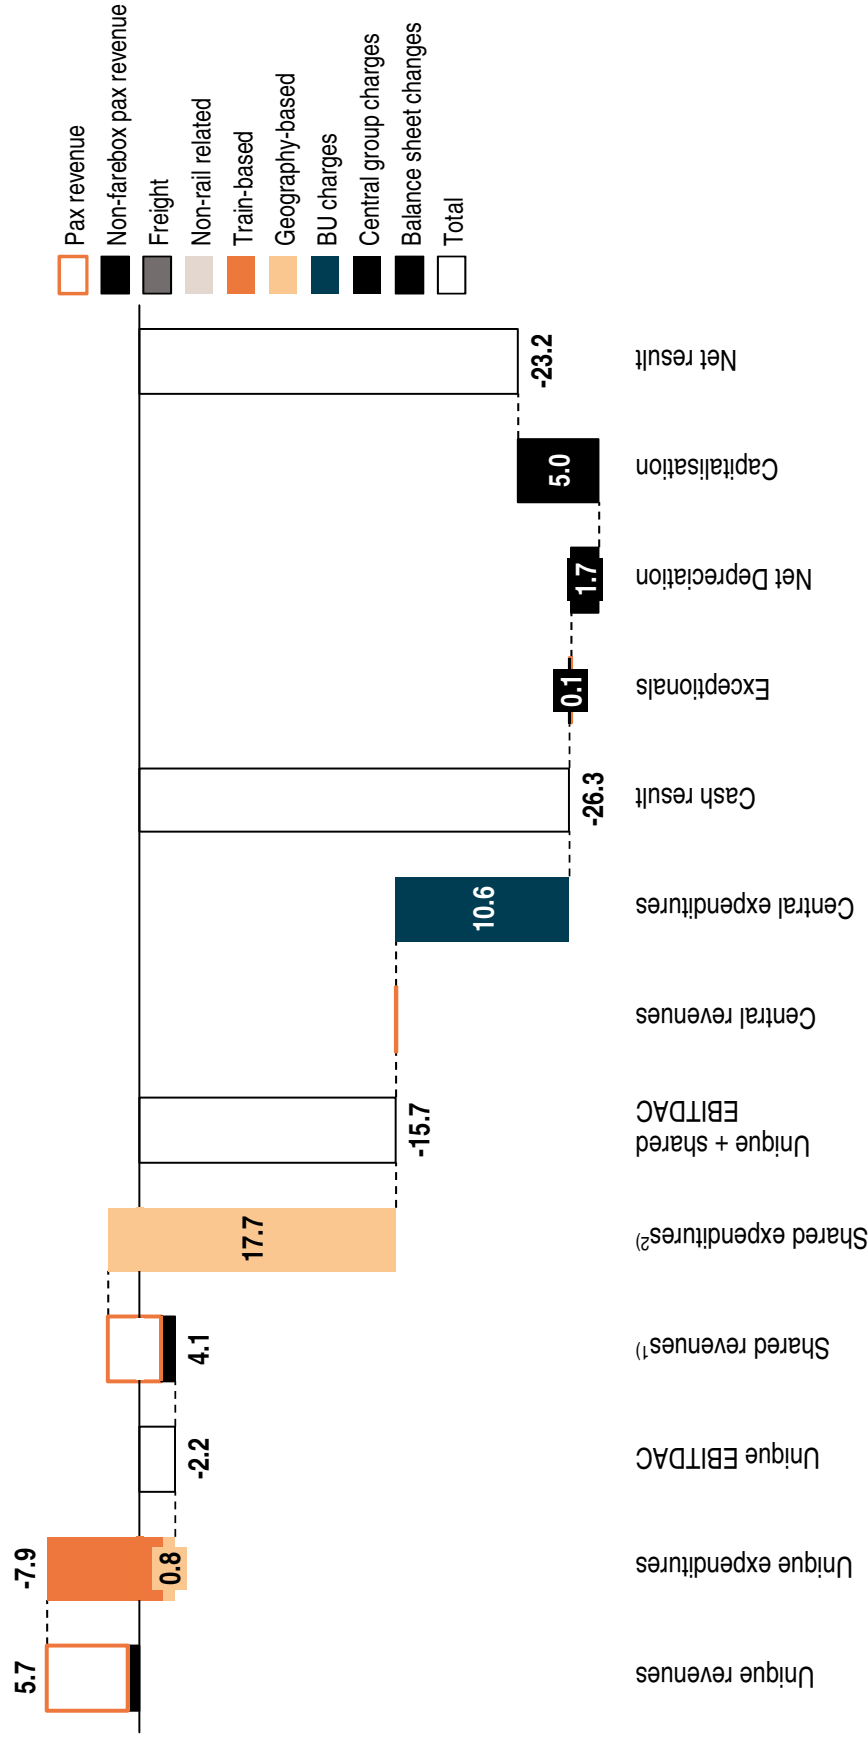 Pax revenue
Non-farebox pax revenue
Freight
Non-rail related
Train-based
Geography-based
BU charges
Central group charges
Balance sheet changes
Total
5.7
-7.9
0.8
-2.2
4.1
17.7
-15.7
10.6
-26.3
0.1
1.7
5.0
-23.2
Unique revenues
Unique expenditures
Unique EBITDAC
Shared revenues1)
Shared expenditures2)
Unique + shared
EBITDAC
Central revenues
Central expenditures
Cash result
Exceptionals
Net Depreciation
Capitalisation
Net result